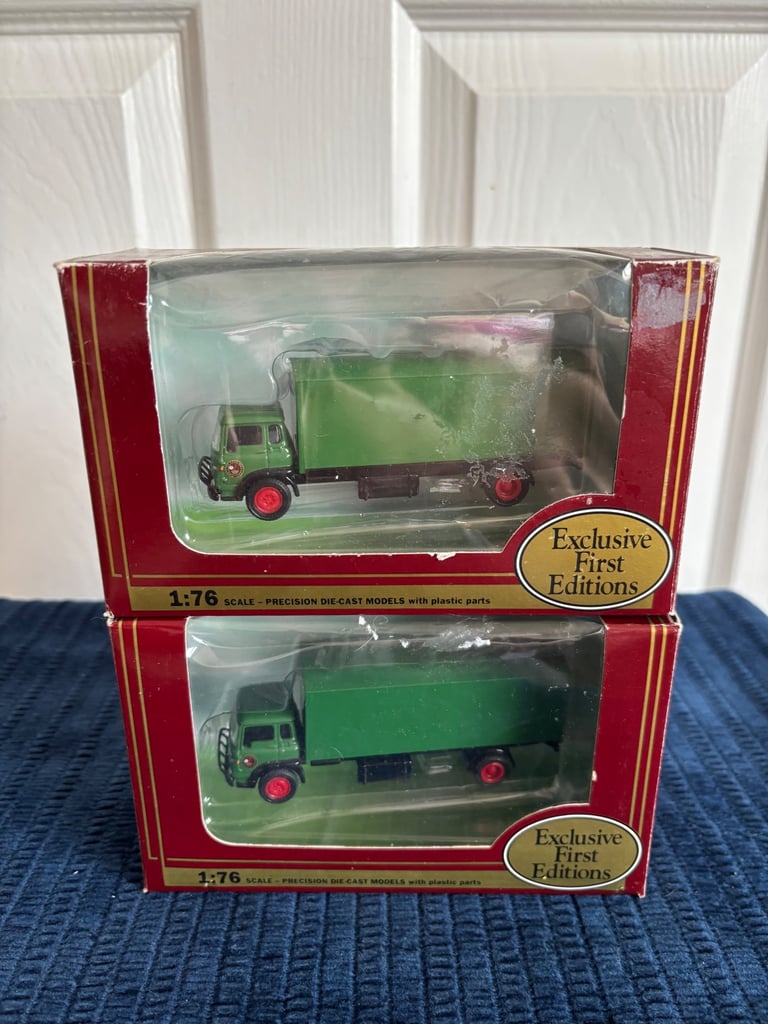 Exclusive
First
Editions
1:76 SCALE – PRECISION DIE-CAST MODELS with plastic parts
Exclusive
First
Editions
1:76 SCALE – PRECISION DIE-CAST MODELS with plastic parts